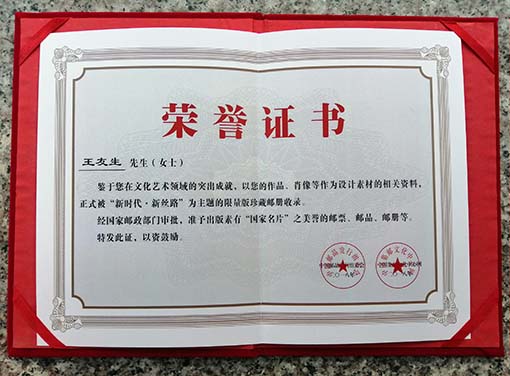 荣誉证书
王友生 先生(女士)
鉴于您在文化艺术领域的突出成就，以您的作品、肖像等作为设计素材的相关资料，
正式被“新时代·新丝路”为主题的限量版珍藏邮册收录。
经国家邮政部门审批，准予出版素有“国家名片”之美誉的邮票、邮品、邮册等。
特发此证，以资鼓励。